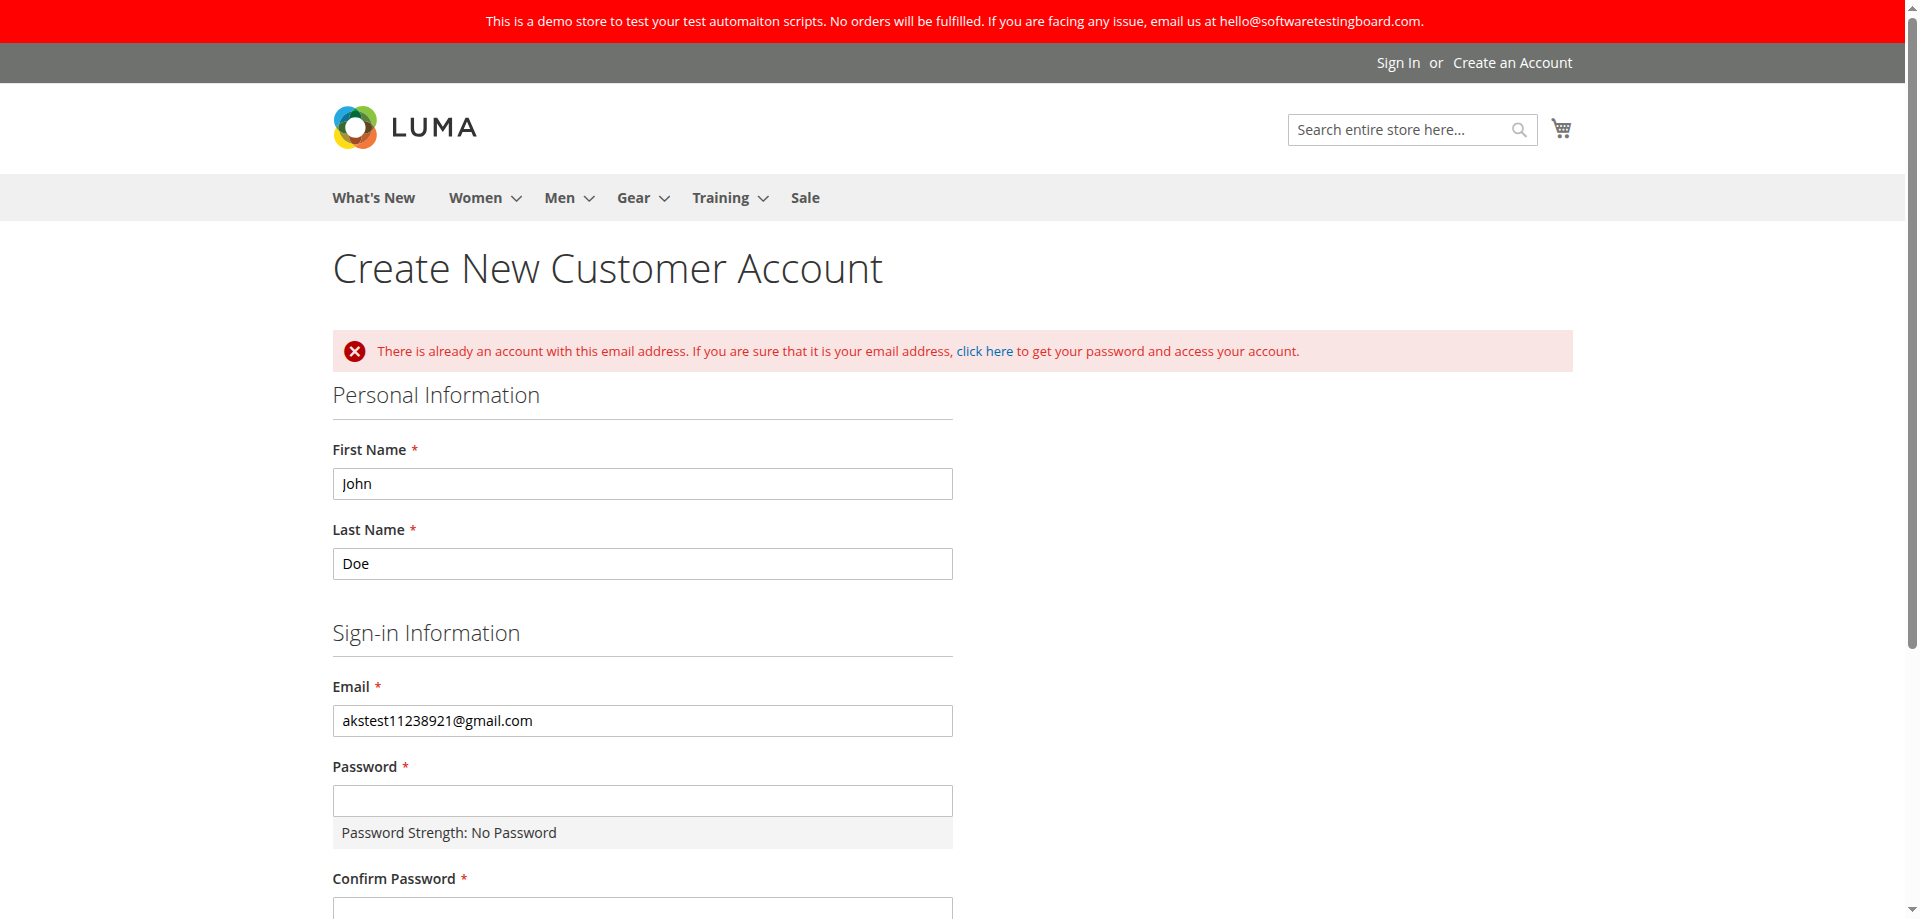 This is a demo store to test your test automaiton scripts. No orders will be fulfilled. If you are facing any issue, email us at hello@softwaretestingboard.com.
Sign In or Create an Account
LUMA
Search entire store here...
What's New Women Men Gear Training Sale
Create New Customer Account
There is already an account with this email address. If you are sure that it is your email address, click here to get your password and access your account.
Personal Information
First Name *
John
Last Name *
Doe
Sign-in Information
Email *
akstest11238921@gmail.com
Password *
Password Strength: No Password
Confirm Password *